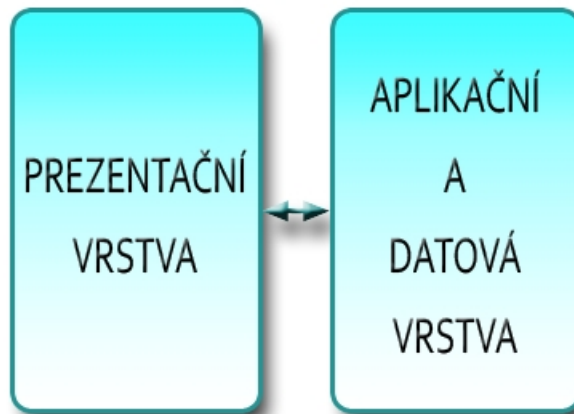 PREZENTAČNÍ
VRSTVA
APLIKAČNÍ
A
DATOVÁ
VRSTVA